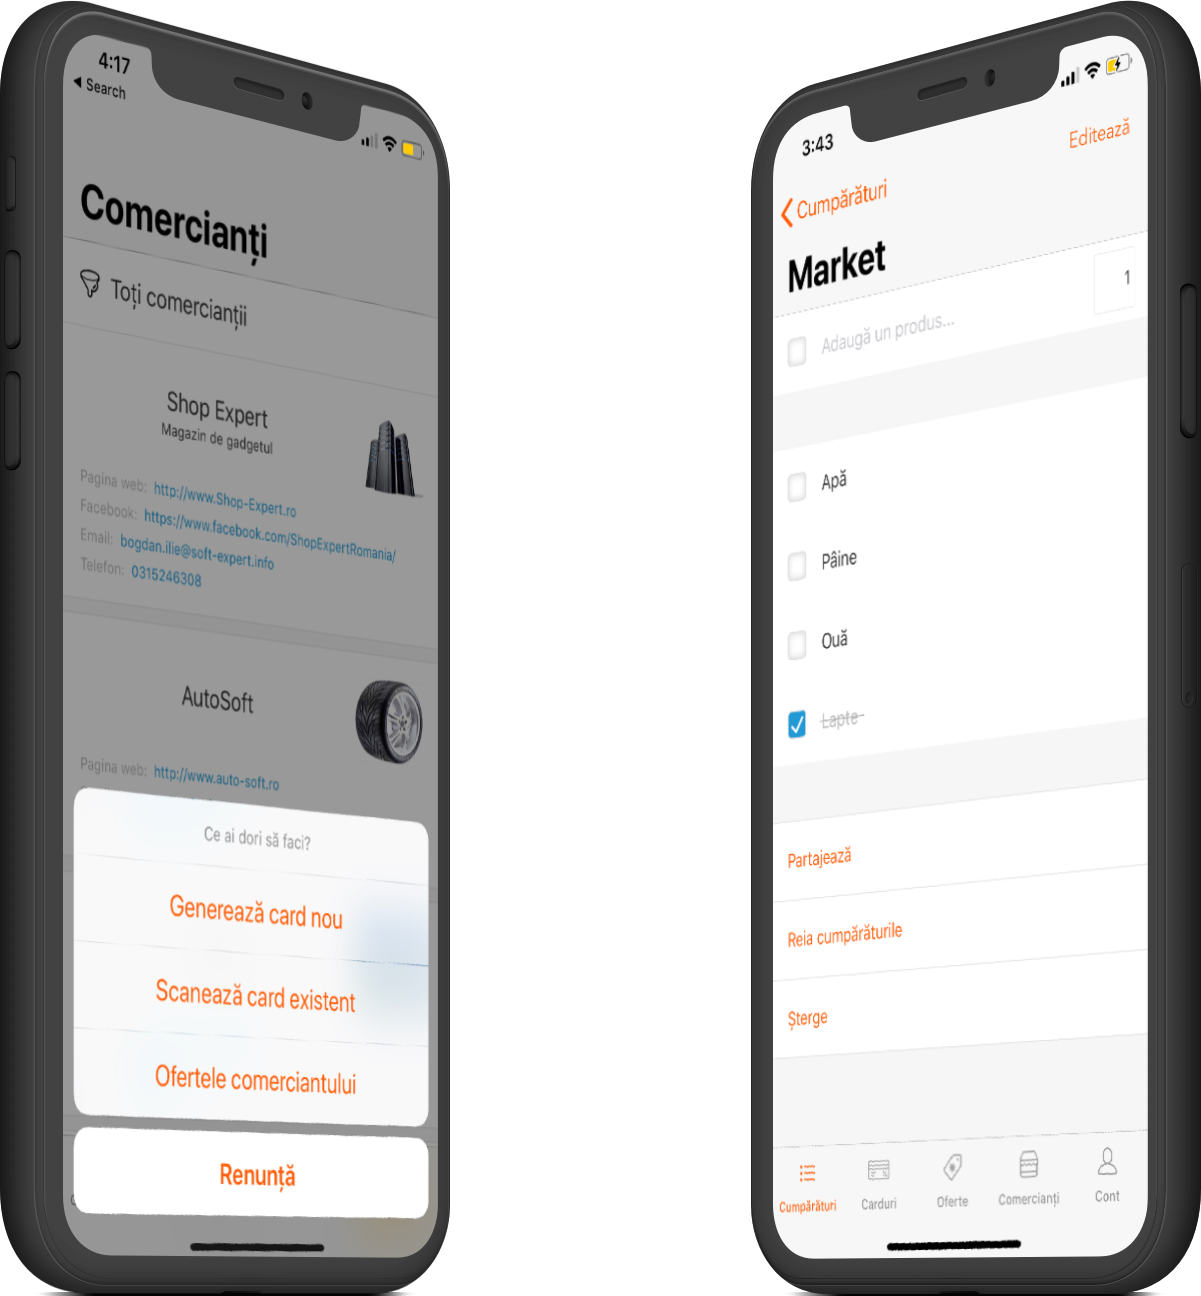 4:17
Search
Comercianți
Toți comercianții
Shop Expert
Magazin de gadgetul
Pagina web: http://www.Shop-Expert.ro
Facebook: https://www.facebook.com/ShopExpertRomania/
Email: bogdan.ilie@soft-expert.info
Telefon: 0315246308
AutoSoft
Pagina web: http://www.auto-soft.ro
Ce ai dori să faci?
Generează card nou
Scanează card existent
Ofertele comerciantului
Renunță
3:43
Editează
Cumpărături
Market
Adaugă un produs...
1
Apă
Pâine
Ouă
Lapte
Partajează
Reia cumpărăturile
Șterge
Cumpărături
Carduri
Oferte
Comercianți
Cont